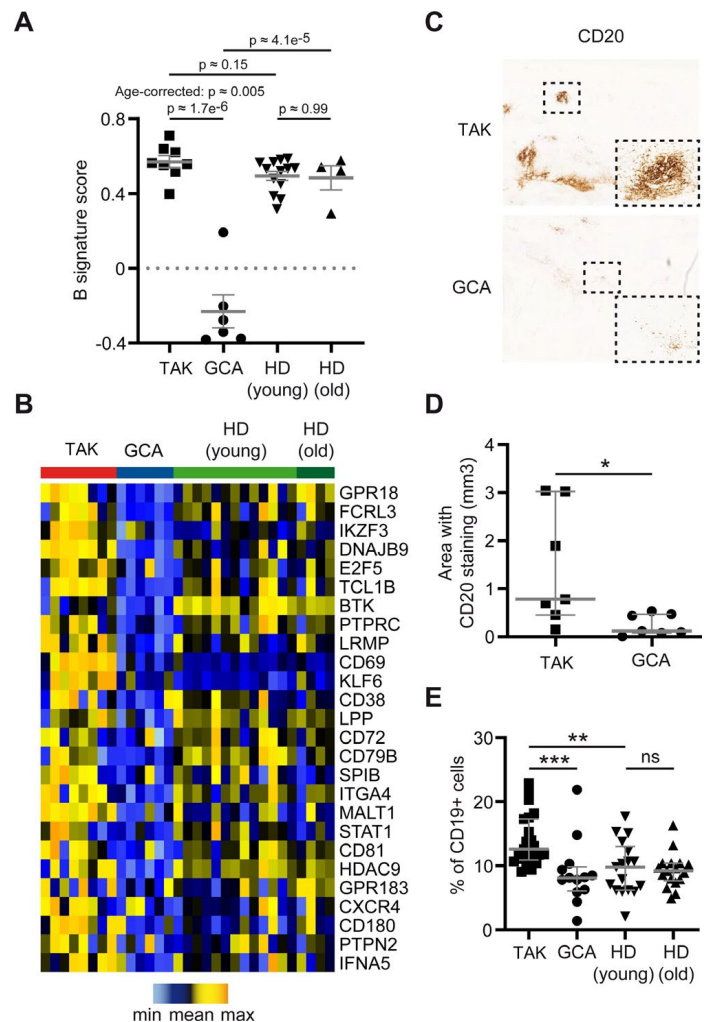 A
p ≈ 4.1e-5
p ≈ 0.15
Age-corrected: p ≈ 0.005
p ≈ 1.7e-6
p ≈ 0.99
B signature score
0.8
0.4
0
-0.4
TAK
GCA
HD
(young)
HD
(old)
C
CD20
TAK
GCA
B
TAK
GCA
HD
(young)
HD
(old)
GPR18
FCRL3
IKZF3
DNAJB9
E2F5
TCL1B
BTK
PTPRC
LRMP
CD69
KLF6
CD38
LPP
CD72
CD79B
SPIB
ITGA4
MALT1
STAT1
CD81
HDAC9
GPR183
CXCR4
CD180
PTPN2
IFNA5
min mean max
D
Area with
CD20 staining (mm3)
4
3
2
1
0
*
TAK
GCA
E
% of CD19+ cells
30
20
10
0
**
***
ns
TAK
GCA
HD
(young)
HD
(old)